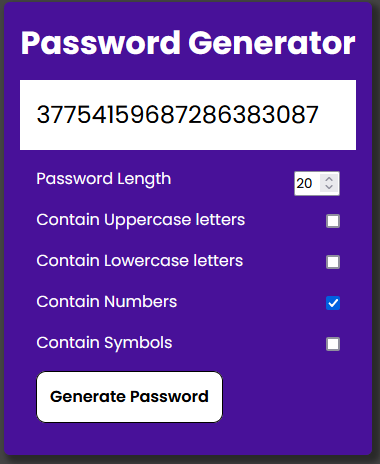 Password Generator
37754159687286383087
Password Length 20
Contain Uppercase letters
Contain Lowercase letters
Contain Numbers
Contain Symbols
Generate Password